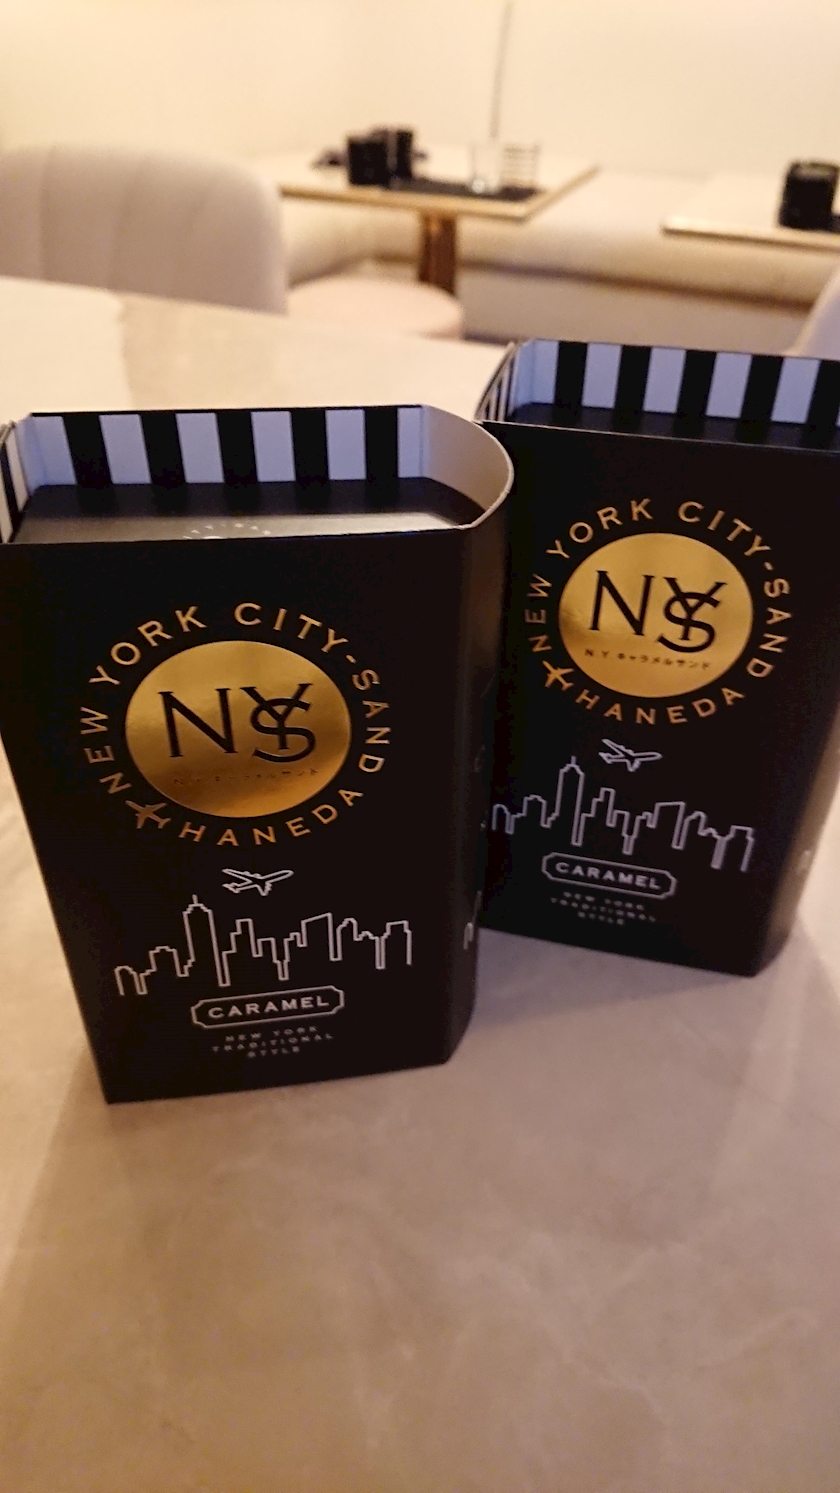 NEW YORK CITY-SAND
HANEDA
NYS
CARAMEL
NEW YORK
TRADITIONAL
STYLE
NEW YORK CITY-SAND
HANEDA
NYS
N.Y.キャラメルサンド
CARAMEL
NEW YORK
TRADITIONAL
STYLE